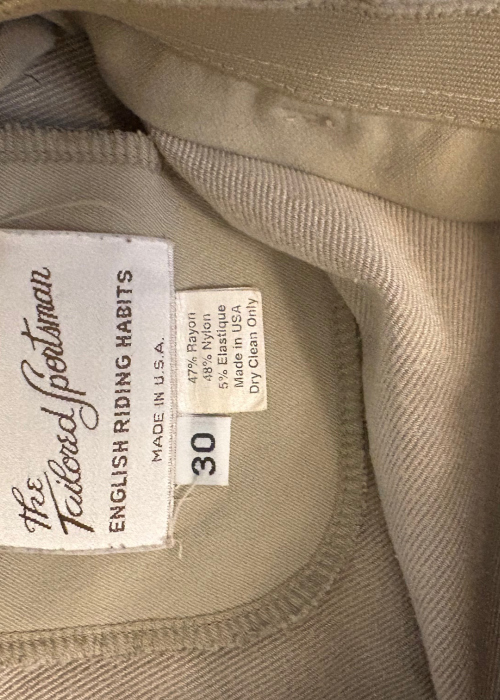 The
Tailored Sportsman
ENGLISH RIDING HABITS
MADE IN U.S.A.
47% Rayon
48% Nylon
5% Elastique
Made in USA
Dry Clean Only
30